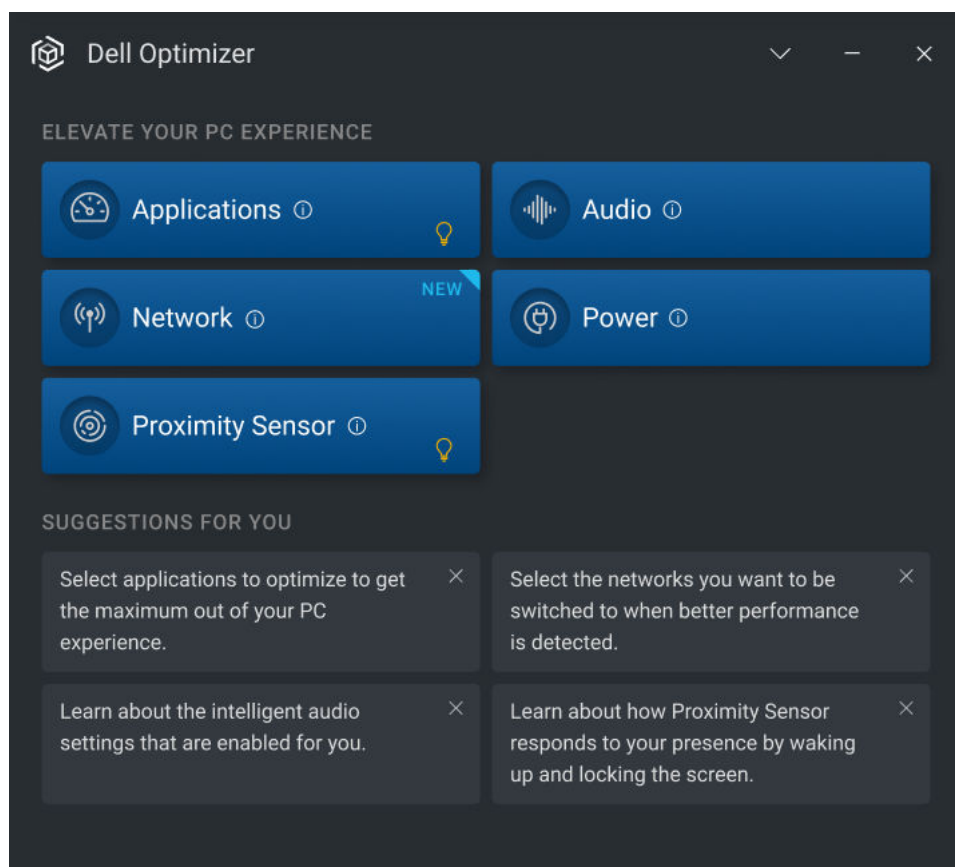 Dell Optimizer
ELEVATE YOUR PC EXPERIENCE
Applications
Audio
Network
NEW
Power
Proximity Sensor
SUGGESTIONS FOR YOU
Select applications to optimize to get
the maximum out of your PC
experience.
Select the networks you want to be
switched to when better performance
is detected.
Learn about the intelligent audio
settings that are enabled for you.
Learn about how Proximity Sensor
responds to your presence by waking
up and locking the screen.